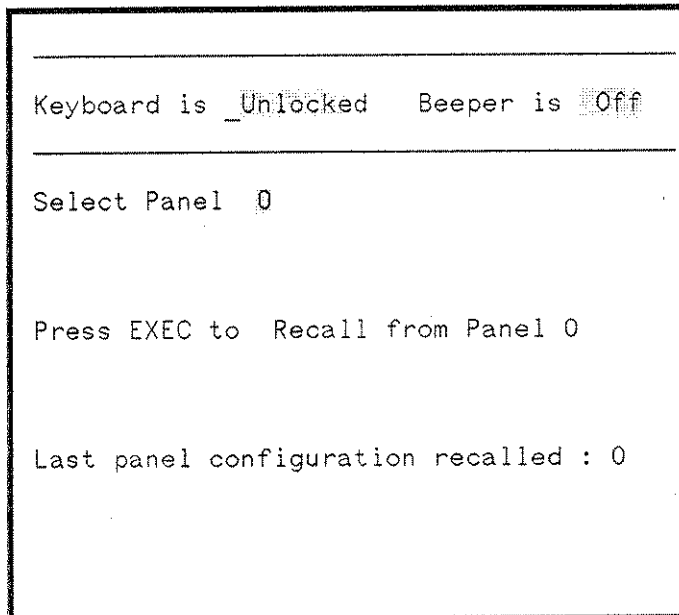 Keyboard is _Unlocked Beeper is Off
Select Panel 0
Press EXEC to Recall from Panel 0
Last panel configuration recalled : 0